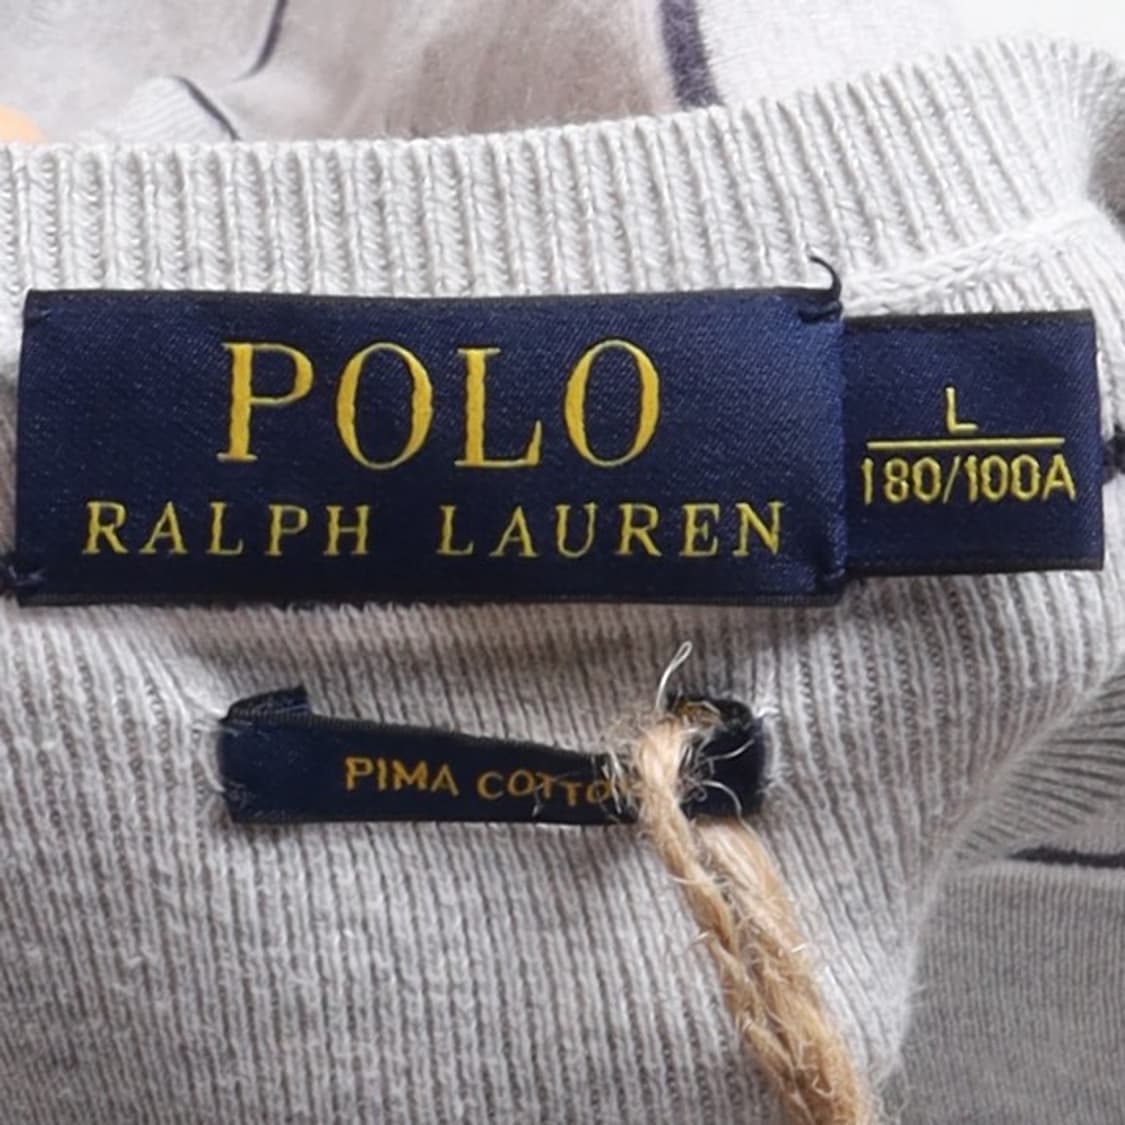 POLO
RALPH LAUREN
L
180/100A
PIMA COTTO